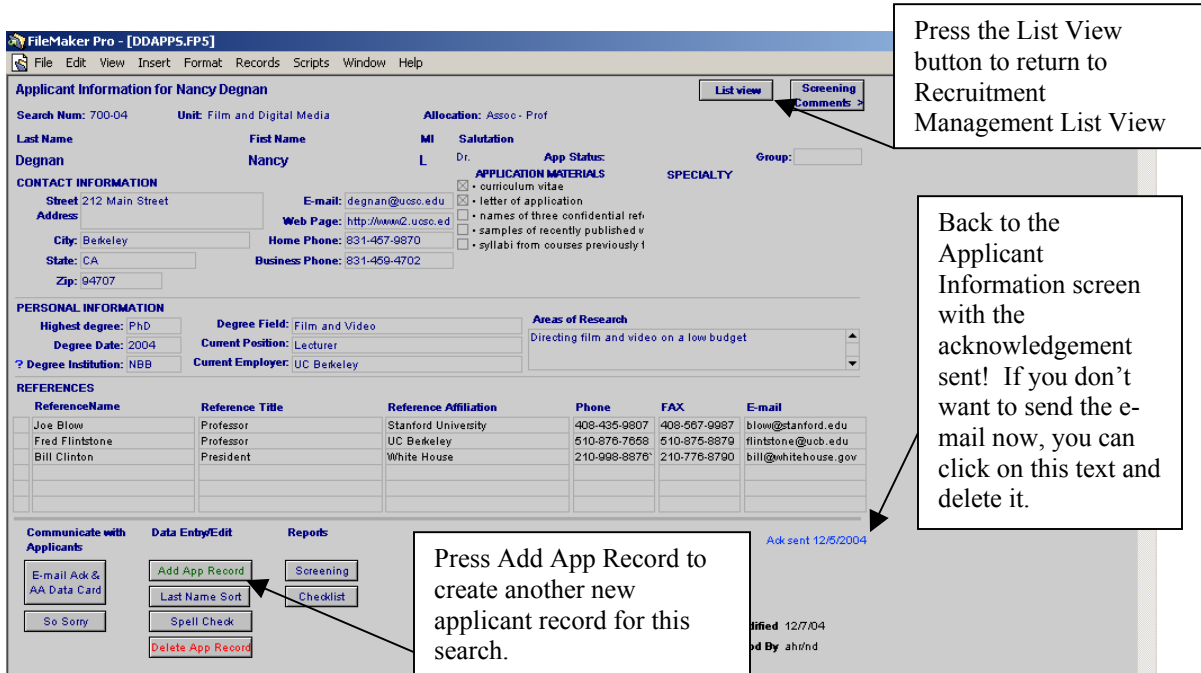 FileMaker Pro - [DDAPPS.FP5]
File Edit View Insert Format Records Scripts Window Help
Press the List View
button to return to
Recruitment
Management List View
Applicant Information for Nancy Degnan
List view
Screening
Comments >
Search Num: 700-04 Unit: Film and Digital Media Allocation: Assoc - Prof
Last Name First Name MI Salutation
Degnan Nancy L Dr. App Status: Group:
CONTACT INFORMATION
APPLICATION MATERIALS SPECIALTY
Street 212 Main Street
Address
City: Berkeley
State: CA
Zip: 94707
E-mail: degnan@ucsc.edu
Web Page: http://www2.ucsc.ed
Home Phone: 831-457-9870
Business Phone: 831-459-4702
• curriculum vitae
• letter of application
• names of three confidential refe
• samples of recently published
• syllabi from courses previously t
Back to the
Applicant
Information screen
with the
acknowledgement
sent! If you don’t
want to send the e-
mail now, you can
click on this text and
delete it.
PERSONAL INFORMATION
Highest degree: PhD Degree Field: Film and Video
Degree Date: 2004 Current Position: Lecturer
? Degree Institution: NBB Current Employer: UC Berkeley
Areas of Research
Directing film and video on a low budget
REFERENCES
ReferenceName Reference Title Reference Affiliation Phone FAX E-mail
Joe Blow Professor Stanford University 408-435-9807 408-567-9987 blow@stanford.edu
Fred Flintstone Professor UC Berkeley 510-876-7658 510-875-8879 flintstone@ucb.edu
Bill Clinton President White House 210-998-8876 210-776-8790 bill@whitehouse.gov
Communicate with
Applicants
E-mail Ack &
AA Data Card
So Sorry
Data Entry/Edit
Add App Record
Last Name Sort
Spell Check
Delete App Record
Reports
Screening
Checklist
Press Add App Record to
create another new
applicant record for this
search.
Ack sent 12/5/2004
dified 12/7/04
od By ahr/nd